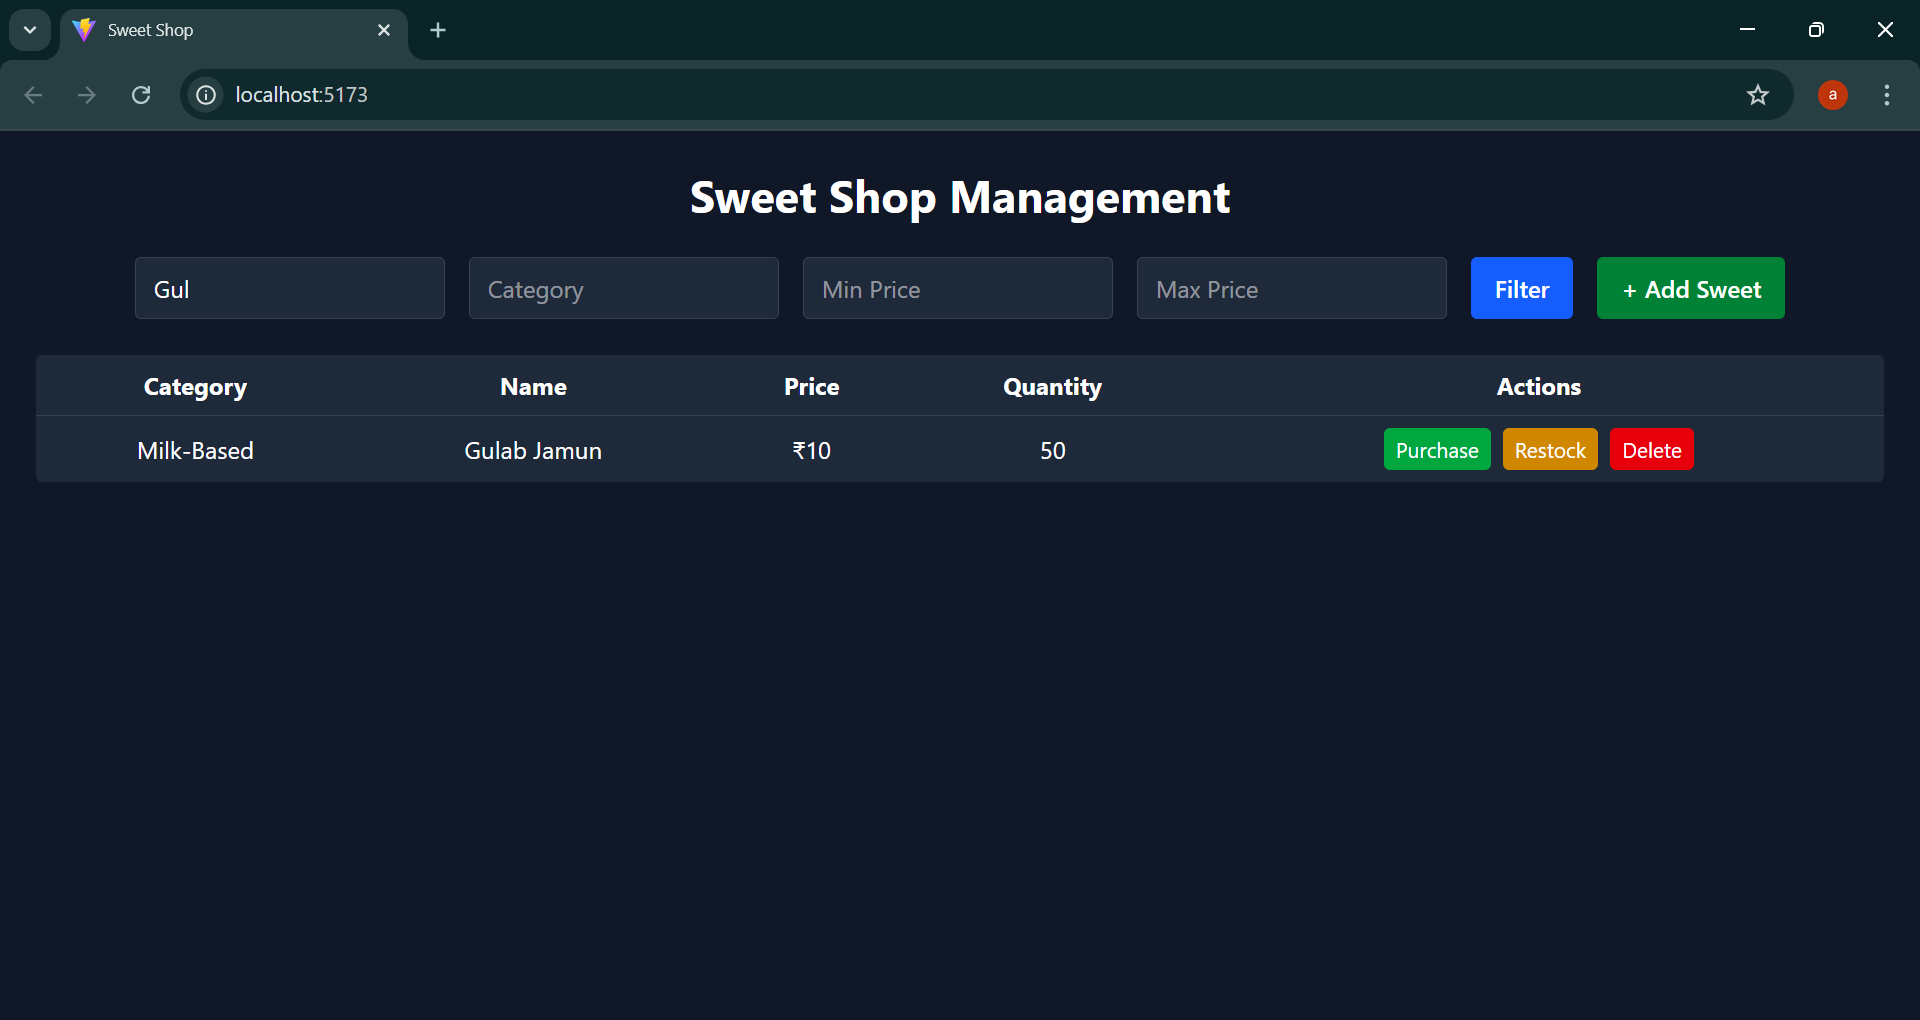 Sweet Shop
localhost:5173
a
Sweet Shop Management
Gul Category Min Price Max Price Filter + Add Sweet
Category Name Price Quantity Actions
Milk-Based Gulab Jamun ₹10 50 Purchase Restock Delete